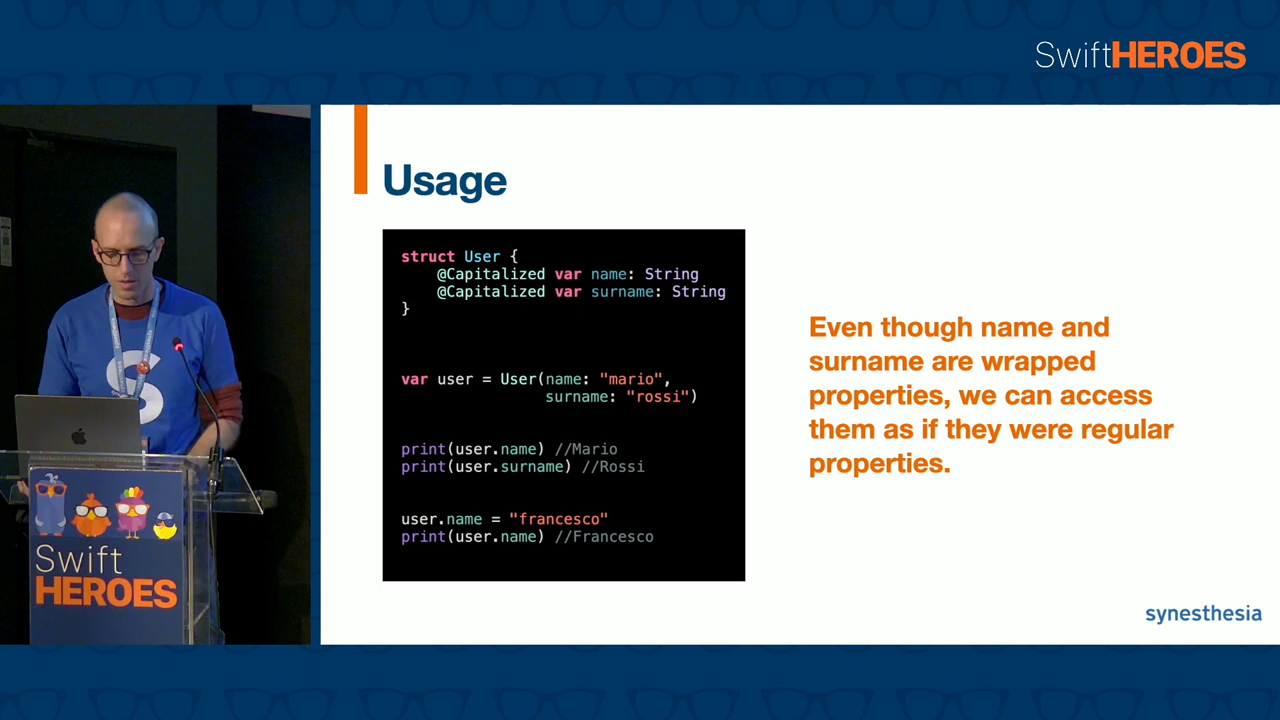 SwiftHEROES
Usage
struct User {
    @Capitalized var name: String
    @Capitalized var surname: String
}
var user = User(name: "mario",
                surname: "rossi")
print(user.name) //Mario
print(user.surname) //Rossi
user.name = "francesco"
print(user.name) //Francesco
Even though name and
surname are wrapped
properties, we can access
them as if they were regular
properties.
synesthesia
S
Swift
HEROES